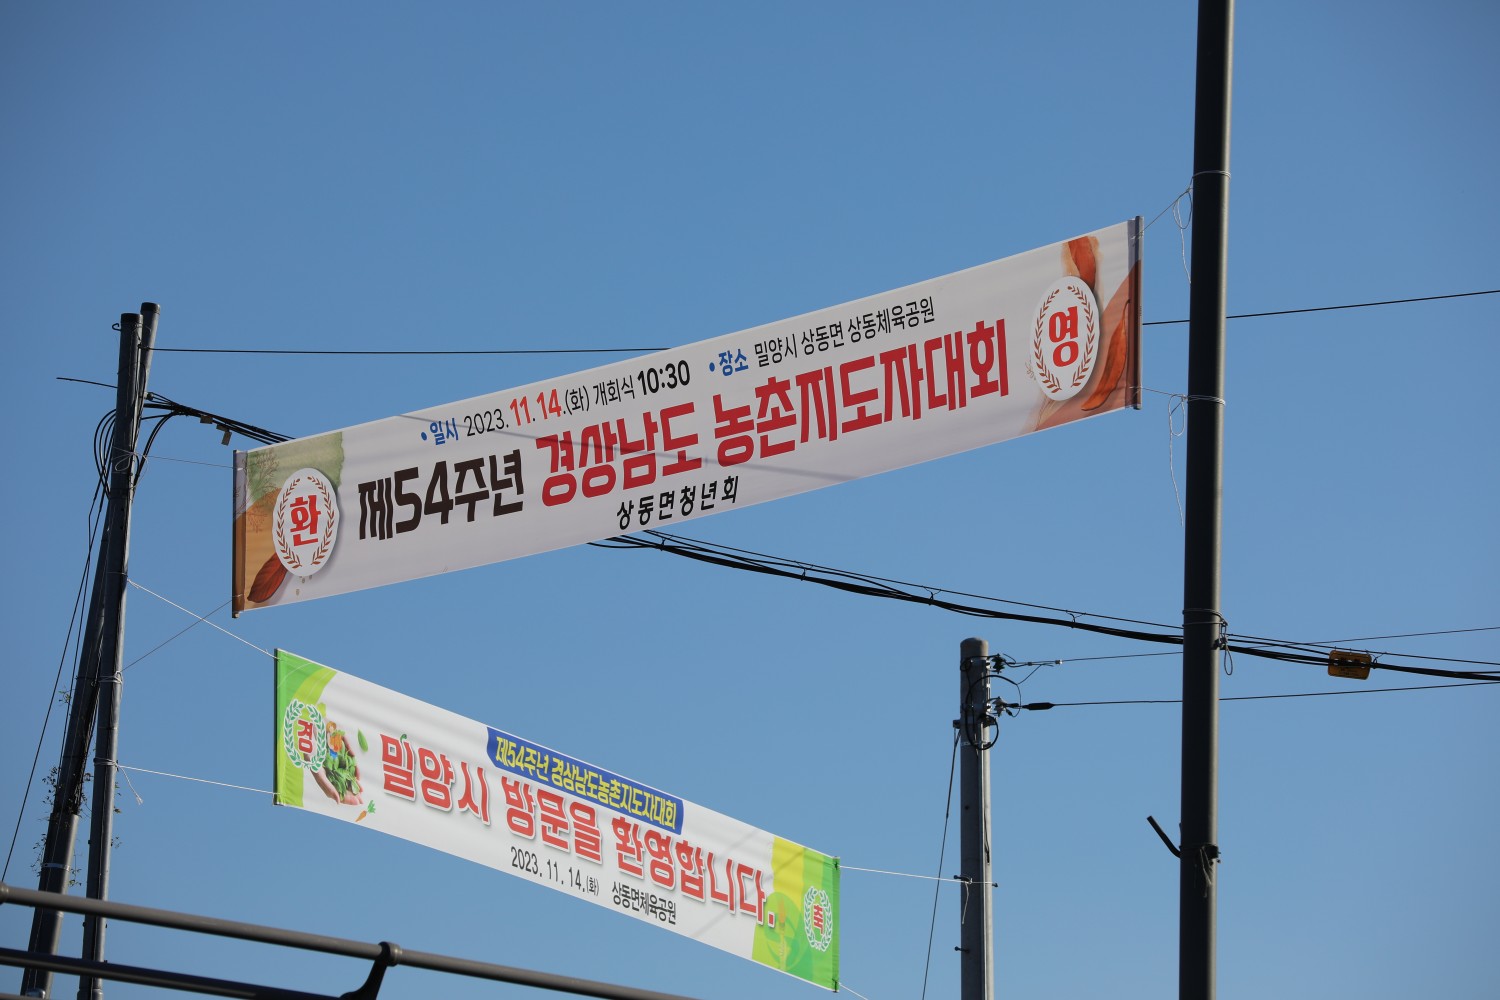 환
• 일시 2023. 11. 14.(화) 개회식 10:30 • 장소 밀양시 상동면 상동체육공원
제54주년 경상남도 농촌지도자대회
상동면청년회
영
경
제54주년 경상남도농촌지도자대회
밀양시 방문을 환영합니다.
2023. 11. 14.(화) 상동면체육공원
축